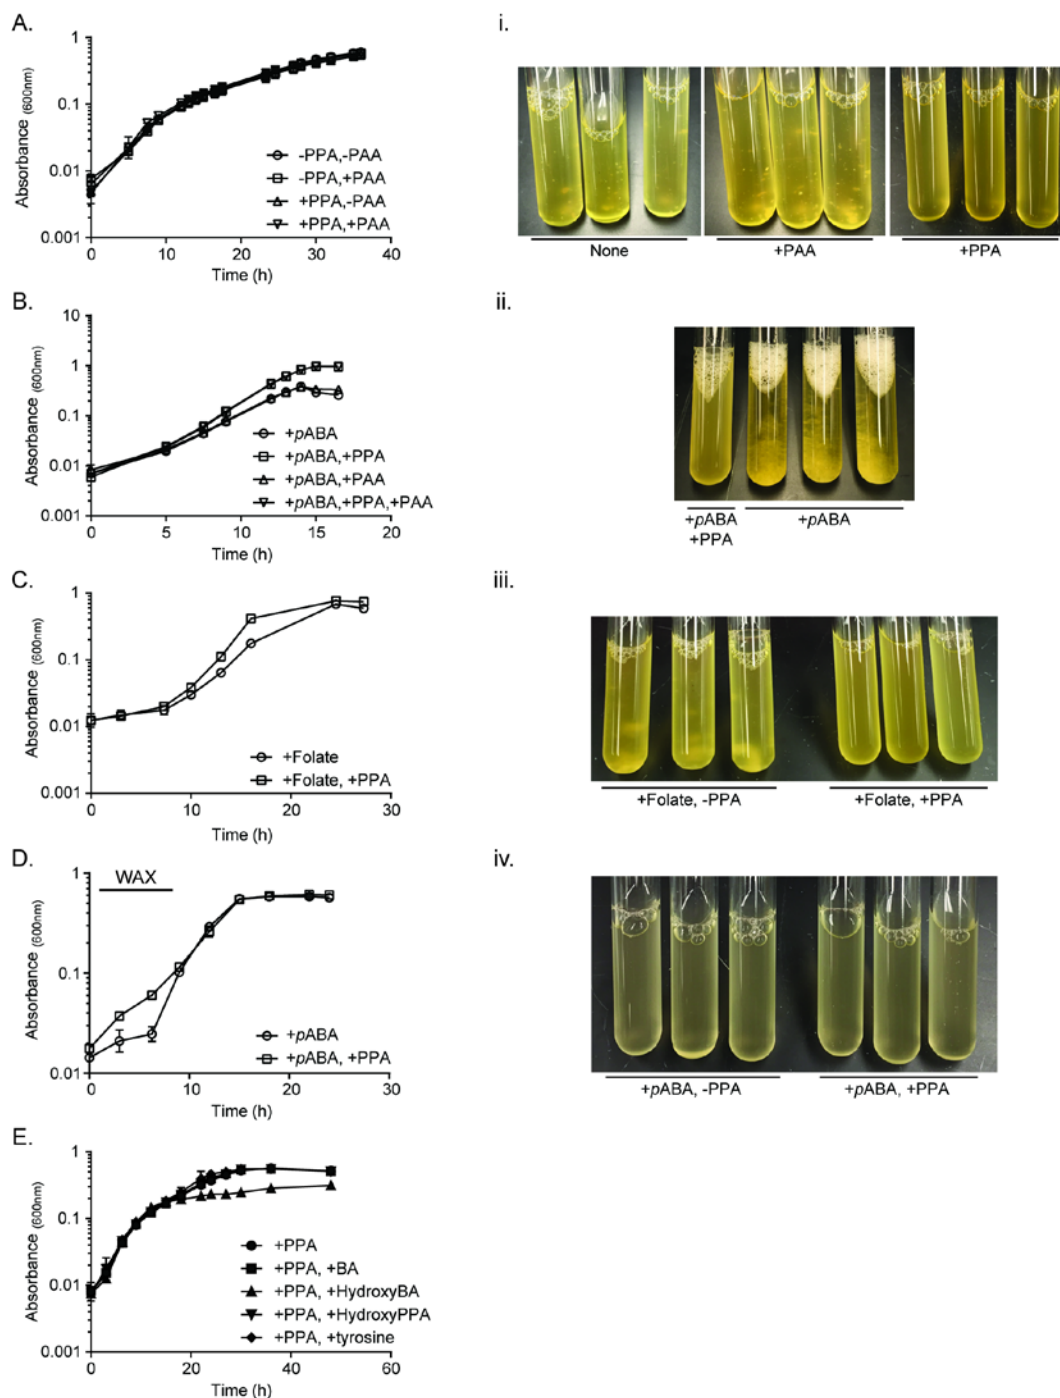 A.
Absorbance (600nm)
1
0.1
0.01
0.001
0 10 20 30 40
Time (h)
-PPA,-PAA
-PPA,+PAA
+PPA,-PAA
+PPA,+PAA
i.
None
+PAA
+PPA
B.
Absorbance (600nm)
10
1
0.1
0.01
0.001
0 5 10 15 20
Time (h)
+pABA
+pABA,+PPA
+pABA,+PAA
+pABA,+PPA,+PAA
ii.
+pABA
+PPA
+pABA
C.
Absorbance (600nm)
1
0.1
0.01
0.001
0 10 20 30
Time (h)
+Folate
+Folate, +PPA
iii.
+Folate, -PPA
+Folate, +PPA
D.
WAX
Absorbance (600nm)
1
0.1
0.01
0 10 20 30
Time (h)
+pABA
+pABA, +PPA
iv.
+pABA, -PPA
+pABA, +PPA
E.
Absorbance (600nm)
1
0.1
0.01
0.001
0 20 40 60
Time (h)
+PPA
+PPA, +BA
+PPA, +HydroxyBA
+PPA, +HydroxyPPA
+PPA, +tyrosine